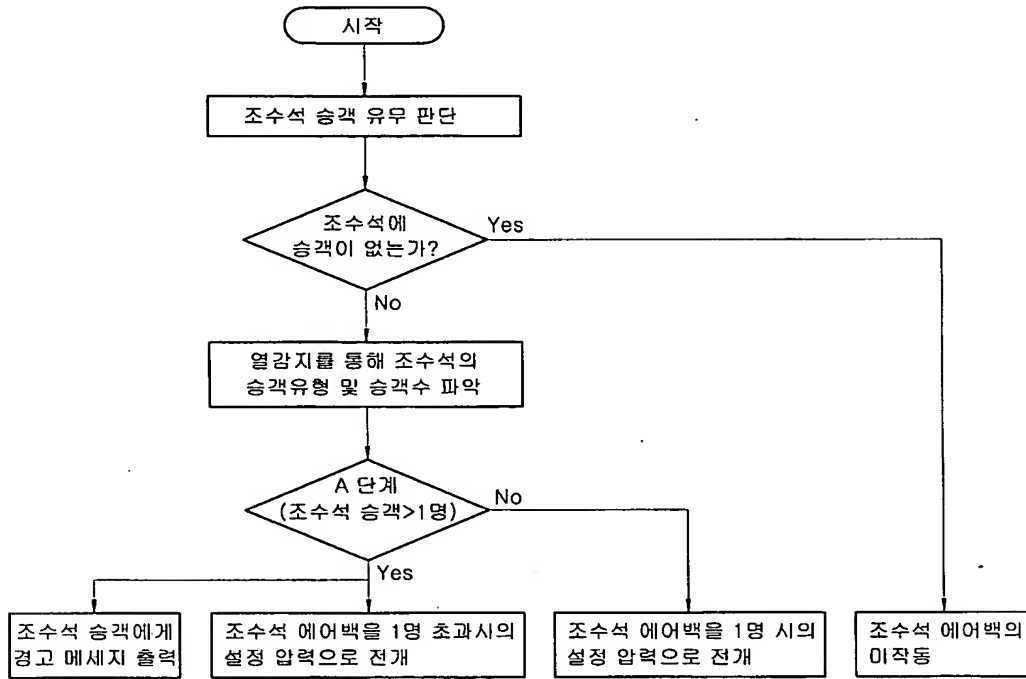 시작
조수석 승객 유무 판단
조수석에
승객이 없는가?
Yes
No
열감지를 통해 조수석의
승객유형 및 승객수 파악
A 단계
(조수석 승객>1명)
No
Yes
조수석 승객에게
경고 메세지 출력
조수석 에어백을 1명 초과시의
설정 압력으로 전개
조수석 에어백을 1명 시의
설정 압력으로 전개
조수석 에어백의
미작동